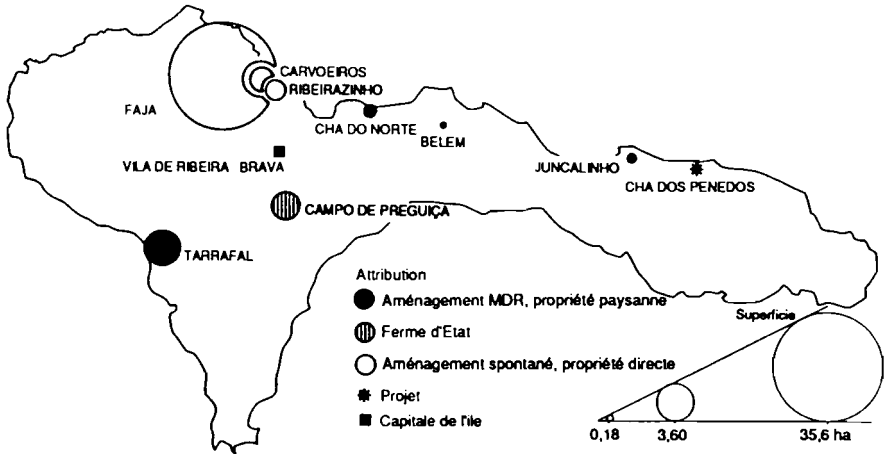 CARVOEIROS
RIBEIRAZINHO
FAJA
CHA DO NORTE
BELEM
VILA DE RIBEIRA BRAVA
JUNCALINHO
CHA DOS PENEDOS
CAMPO DE PREGUIÇA
TARRAFAL
Attribution
Aménagement MDR, propriété paysanne
Ferme d'Etat
Aménagement spontané, propriété directe
Projet
Capitale de l'île
Superficie
0,18 3,60 35,6 ha